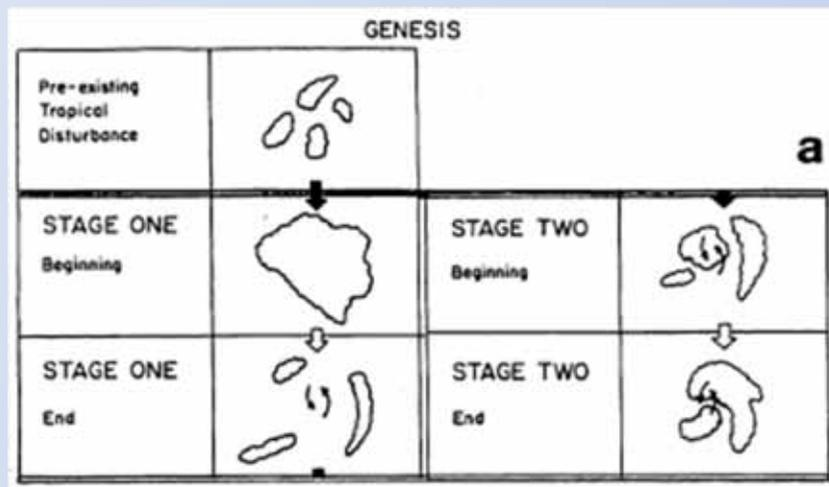 GENESIS
Pre-existing
Tropical
Disturbance
a
STAGE ONE
Beginning
STAGE TWO
Beginning
STAGE ONE
End
STAGE TWO
End